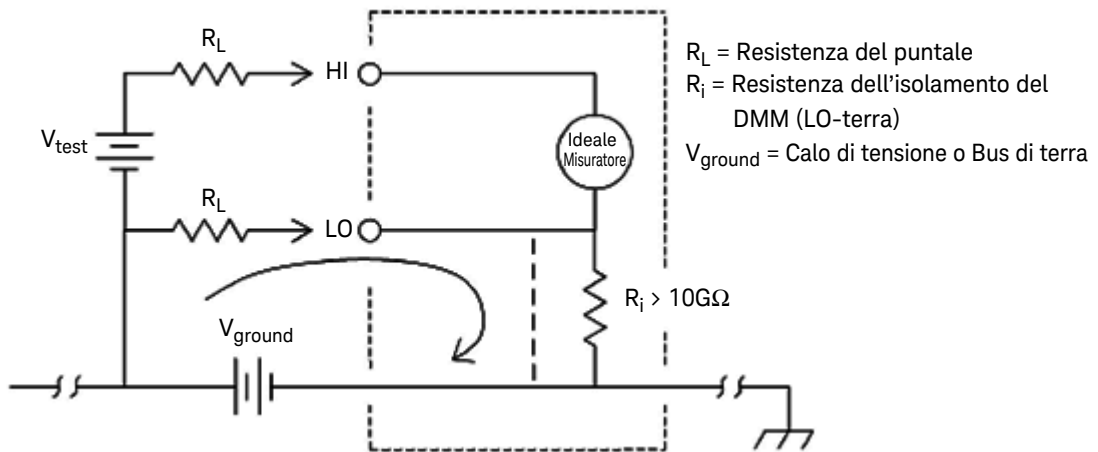 R_L
HI
V_test
Ideale
Misuratore
R_L
LO
R_i > 10GΩ
V_ground
R_L = Resistenza del puntale
R_i = Resistenza dell'isolamento del
DMM (LO-terra)
V_ground = Calo di tensione o Bus di terra